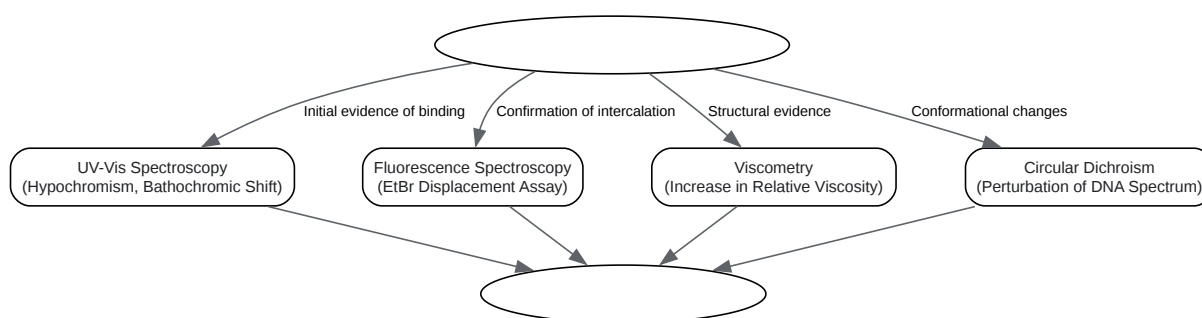 Initial evidence of binding
Confirmation of intercalation
Structural evidence
Conformational changes
UV-Vis Spectroscopy
(Hypochromism, Bathochromic Shift)
Fluorescence Spectroscopy
(EtBr Displacement Assay)
Viscometry
(Increase in Relative Viscosity)
Circular Dichroism
(Perturbation of DNA Spectrum)